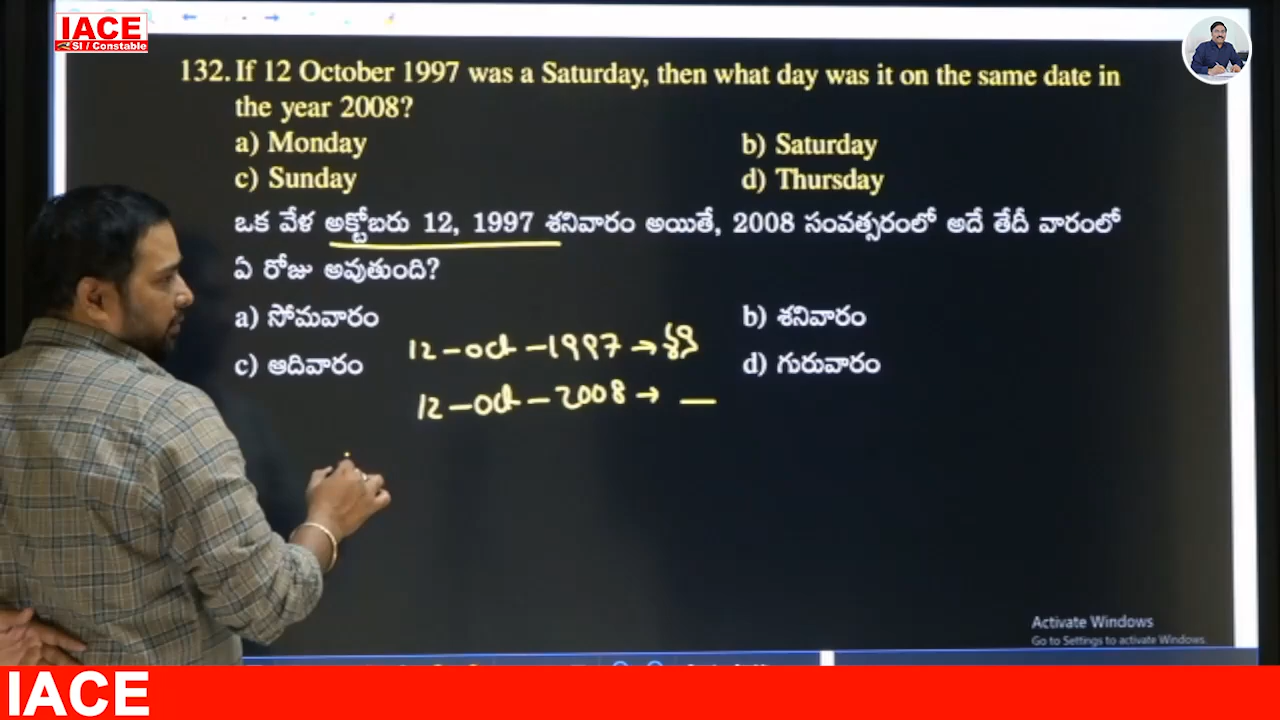 IACE
SI / Constable
132. If 12 October 1997 was a Saturday, then what day was it on the same date in
the year 2008?
a) Monday
b) Saturday
c) Sunday
d) Thursday
ఒక వేళ అక్టోబరు 12, 1997 శనివారం అయితే, 2008 సంవత్సరంలో అదే తేదీ వారంలో
ఏ రోజు అవుతుంది?
a) సోమవారం
b) శనివారం
c) ఆదివారం
d) గురువారం
12-oct-1997→శని
12-Oct-2008→ __
Activate Windows
Go to Settings to activate Windows.
IACE